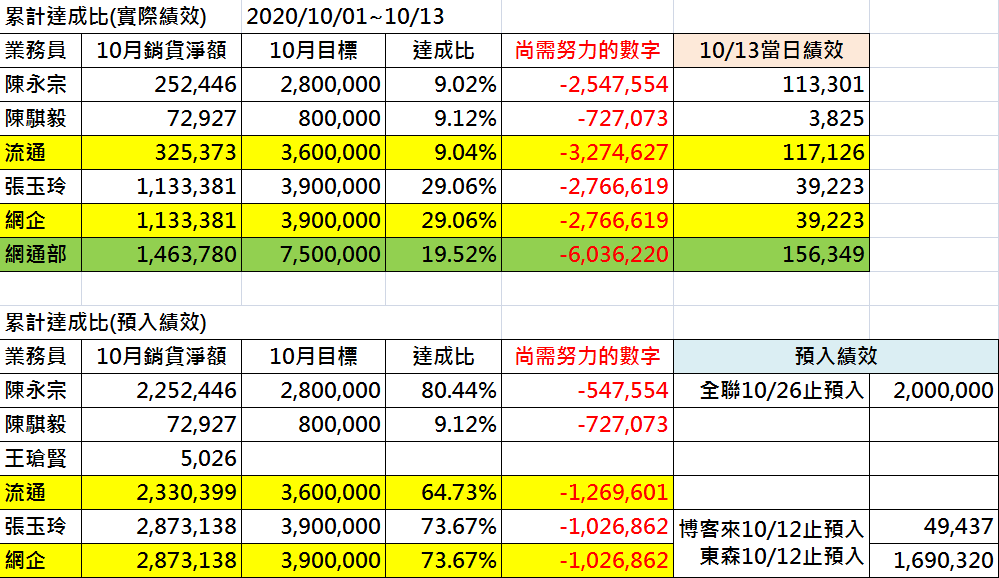 累計達成比(實際績效) 2020/10/01~10/13
業務員 10月銷貨淨額 10月目標 達成比 尚需努力的數字 10/13當日績效
陳永宗 252,446 2,800,000 9.02% -2,547,554 113,301
陳騏毅 72,927 800,000 9.12% -727,073 3,825
流通 325,373 3,600,000 9.04% -3,274,627 117,126
張玉玲 1,133,381 3,900,000 29.06% -2,766,619 39,223
網企 1,133,381 3,900,000 29.06% -2,766,619 39,223
網通部 1,463,780 7,500,000 19.52% -6,036,220 156,349
累計達成比(預入績效)
業務員 10月銷貨淨額 10月目標 達成比 尚需努力的數字 預入績效
陳永宗 2,252,446 2,800,000 80.44% -547,554 全聯10/26止預入 2,000,000
陳騏毅 72,927 800,000 9.12% -727,073
王瑲賢 5,026
流通 2,330,399 3,600,000 64.73% -1,269,601
張玉玲 2,873,138 3,900,000 73.67% -1,026,862 博客來10/12止預入 49,437
網企 2,873,138 3,900,000 73.67% -1,026,862 東森10/12止預入 1,690,320